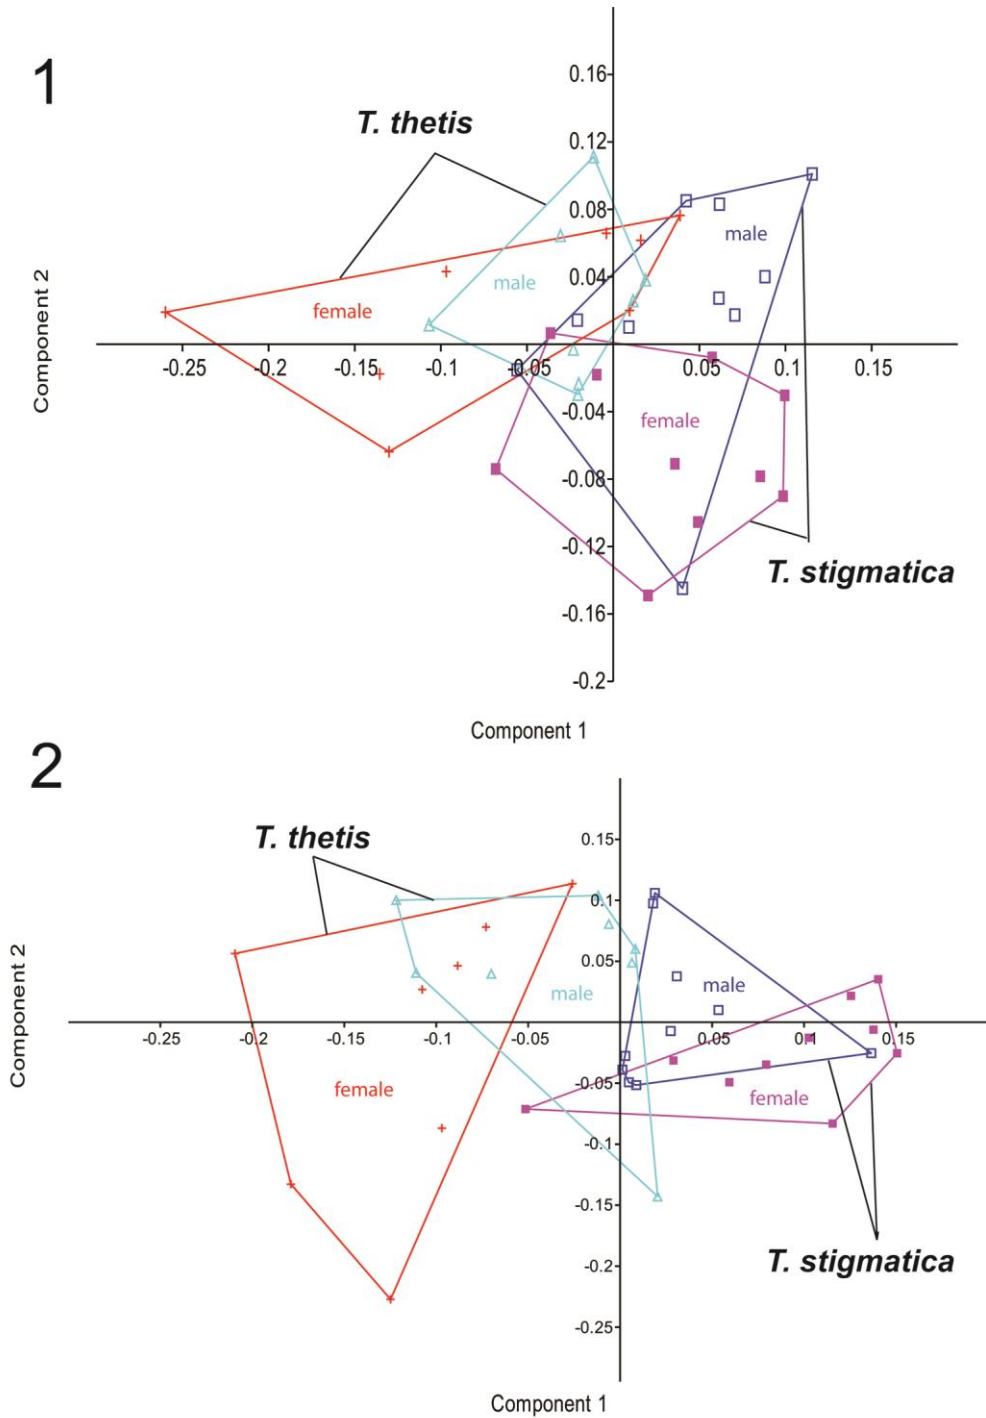 1
T. thetis
0.16
0.12
0.08
0.04
male
male
female
-0.25
-0.2
-0.15
-0.1
-0.05
0.05
0.1
0.15
-0.04
female
-0.08
-0.12
T. stigmatica
-0.16
-0.2
Component 2
Component 1
2
T. thetis
0.15
0.1
0.05
male
male
-0.25
-0.2
-0.15
-0.1
-0.05
0.05
0.1
0.15
female
-0.05
female
-0.1
-0.15
-0.2
T. stigmatica
-0.25
Component 2
Component 1